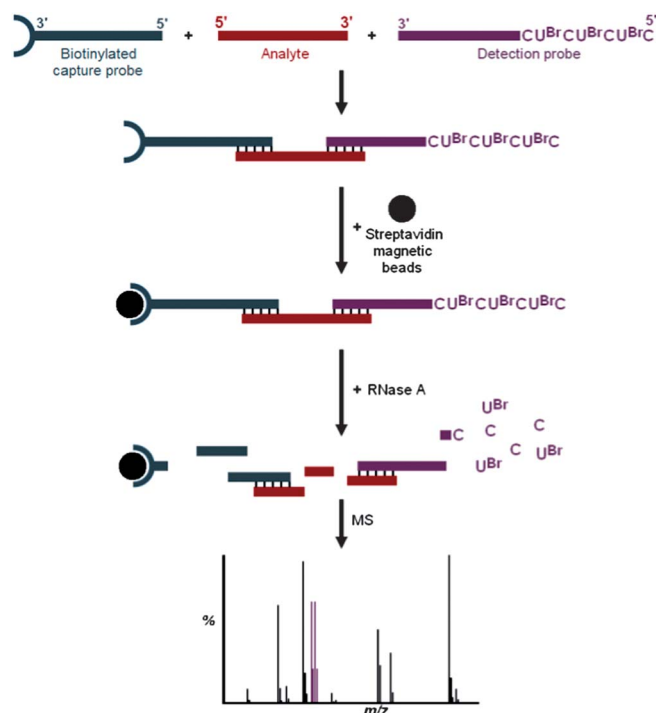 3' 5' 5' 3' 3' 5'
+ + CUBrCUBrCUBrC
Biotinylated
capture probe
Analyte
Detection probe
CUBrCUBrCUBrC
+
Streptavidin
magnetic
beads
CUBrCUBrCUBrC
+ RNase A
UBr
C C
C
UBr C UBr
MS
%
m/z